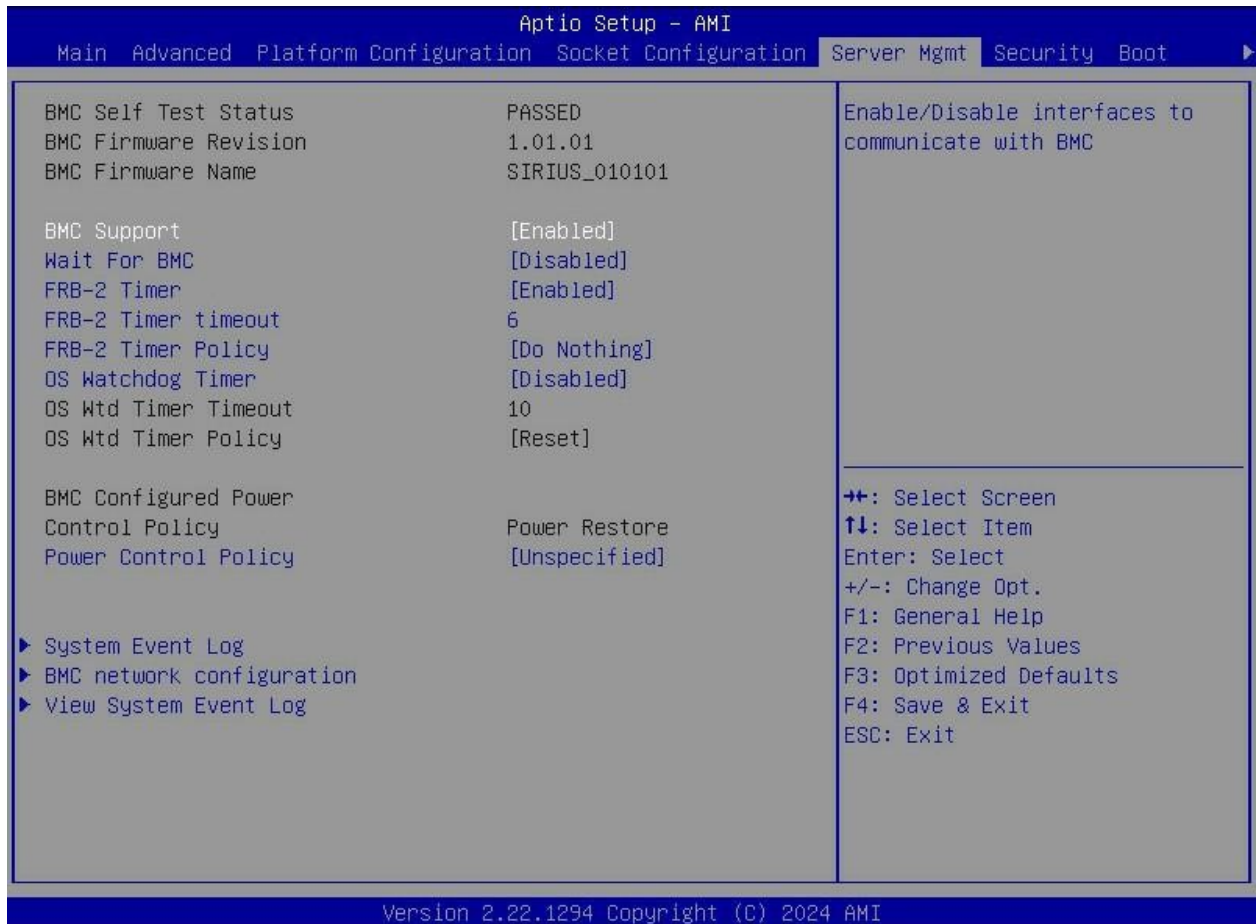 Aptio Setup – AMI
Main Advanced Platform Configuration Socket Configuration Server Mgmt Security Boot ▶
BMC Self Test Status PASSED
BMC Firmware Revision 1.01.01
BMC Firmware Name SIRIUS_010101
BMC Support [Enabled]
Wait For BMC [Disabled]
FRB-2 Timer [Enabled]
FRB-2 Timer timeout 6
FRB-2 Timer Policy [Do Nothing]
OS Watchdog Timer [Disabled]
OS Wtd Timer Timeout 10
OS Wtd Timer Policy [Reset]
BMC Configured Power
Control Policy Power Restore
Power Control Policy [Unspecified]
▶ System Event Log
▶ BMC network configuration
▶ View System Event Log
Enable/Disable interfaces to
communicate with BMC
→←: Select Screen
↑↓: Select Item
Enter: Select
+/-: Change Opt.
F1: General Help
F2: Previous Values
F3: Optimized Defaults
F4: Save & Exit
ESC: Exit
Version 2.22.1294 Copyright (C) 2024 AMI